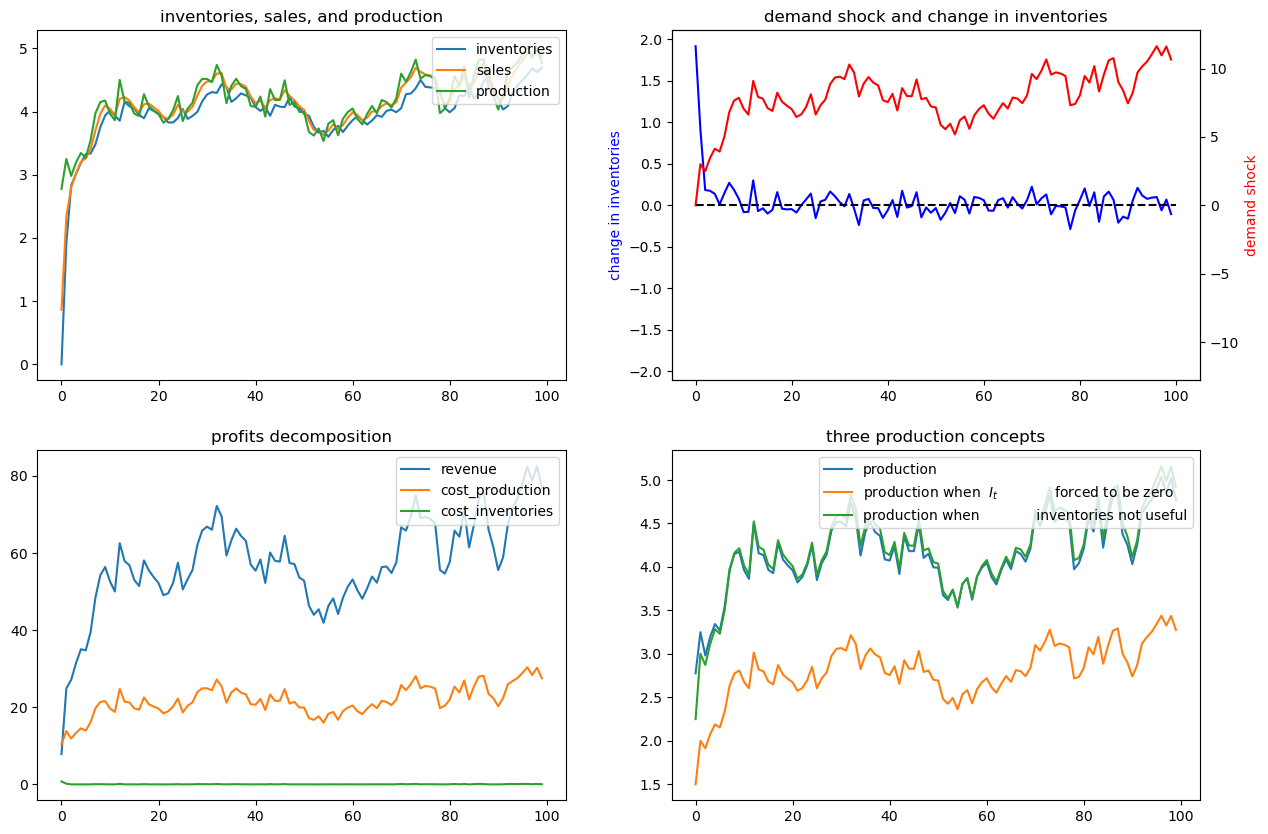 inventories, sales, and production
5
4
3
2
1
0
inventories
sales
production
0 20 40 60 80 100
demand shock and change in inventories
change in inventories
2.0
1.5
1.0
0.5
0.0
−0.5
−1.0
−1.5
−2.0
10
5
0
−5
−10
demand shock
0 20 40 60 80 100
profits decomposition
80
60
40
20
0
revenue
cost_production
cost_inventories
0 20 40 60 80 100
three production concepts
5.0
4.5
4.0
3.5
3.0
2.5
2.0
1.5
production
production when I_t forced to be zero
production when inventories not useful
0 20 40 60 80 100